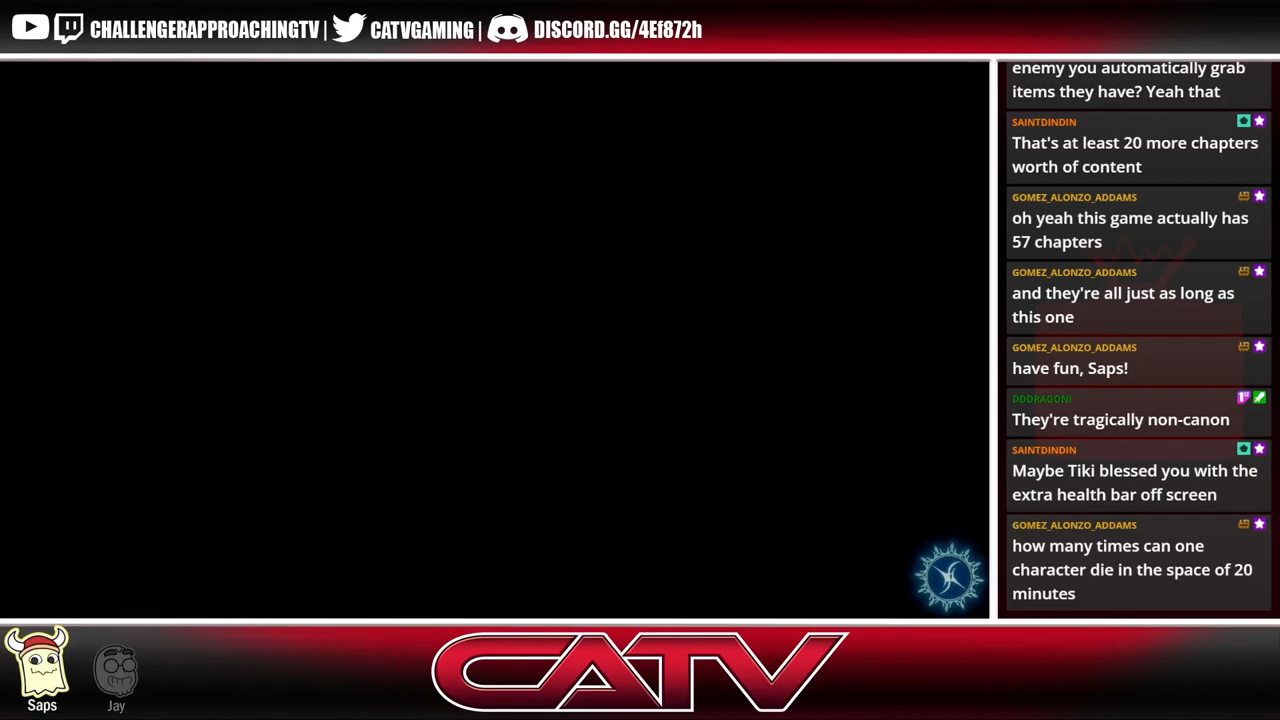 CHALLENGERAPPROACHINGTV | CATVGAMING | DISCORD.GG/4Ef872h
enemy you automatically grab
items they have? Yeah that
SAINTDINDIN
That's at least 20 more chapters
worth of content
GOMEZ_ALONZO_ADDAMS
oh yeah this game actually has
57 chapters
GOMEZ_ALONZO_ADDAMS
and they're all just as long as
this one
GOMEZ_ALONZO_ADDAMS
have fun, Saps!
DDDRAGONI
They're tragically non-canon
SAINTDINDIN
Maybe Tiki blessed you with the
extra health bar off screen
GOMEZ_ALONZO_ADDAMS
how many times can one
character die in the space of 20
minutes
CATV
Saps
Jay